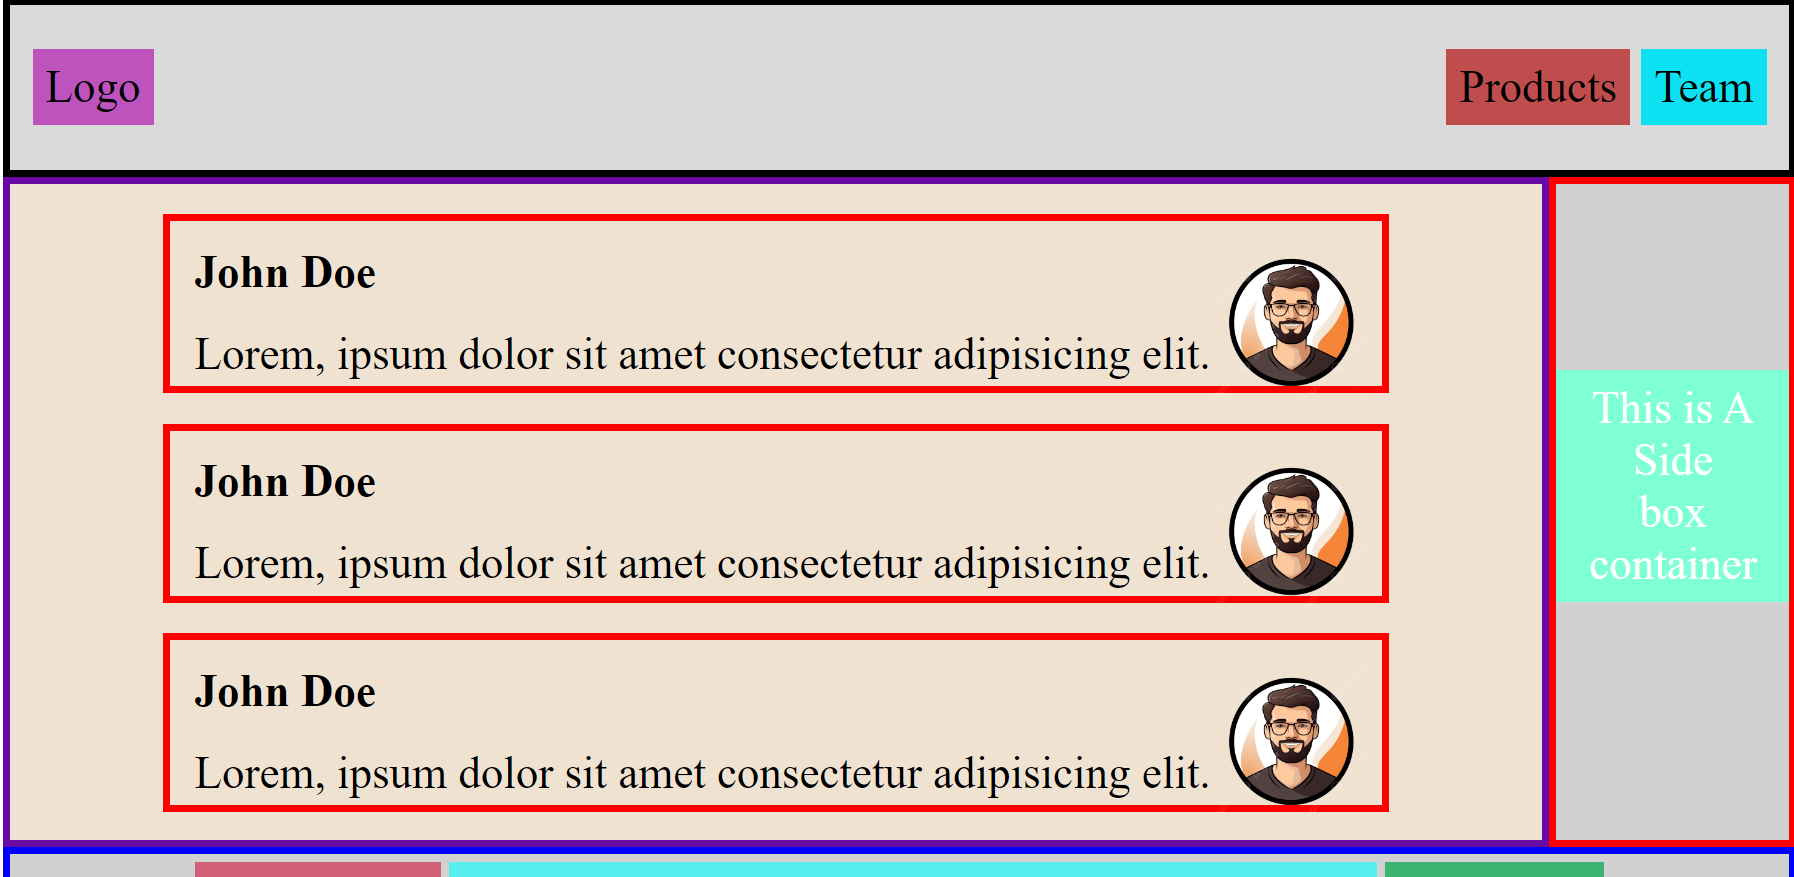 Logo
Products
Team
John Doe
Lorem, ipsum dolor sit amet consectetur adipisicing elit.
John Doe
Lorem, ipsum dolor sit amet consectetur adipisicing elit.
John Doe
Lorem, ipsum dolor sit amet consectetur adipisicing elit.
This is A
Side
box
container